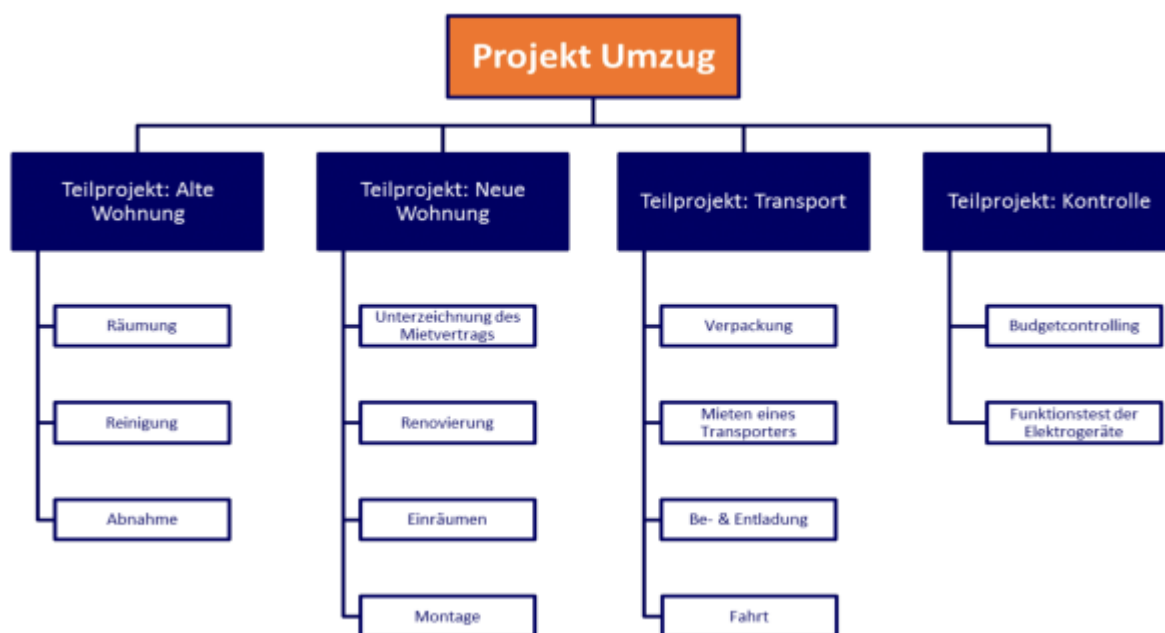 Projekt Umzug
Teilprojekt: Alte
Wohnung
Teilprojekt: Neue
Wohnung
Teilprojekt: Transport
Teilprojekt: Kontrolle
Räumung
Unterzeichnung des
Mietvertrags
Verpackung
Budgetcontrolling
Reinigung
Renovierung
Mieten eines
Transporters
Funktionstest der
Elektrogeräte
Abnahme
Einräumen
Be- & Entladung
Montage
Fahrt